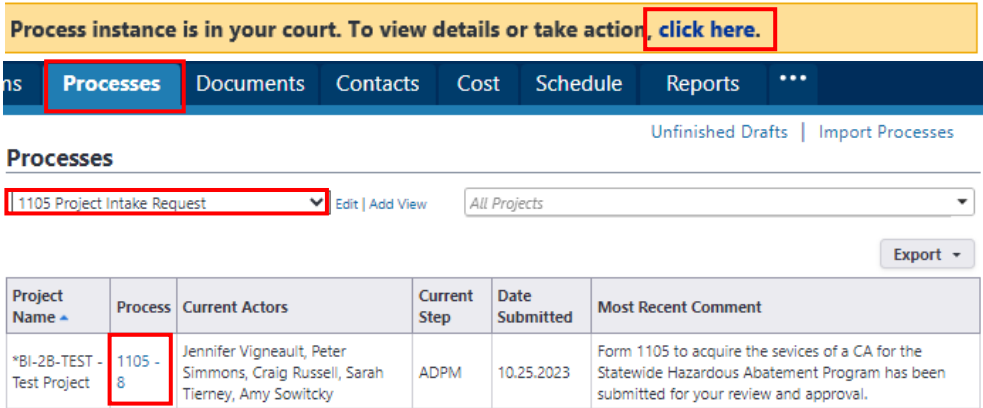 Process instance is in your court. To view details or take action, click here.
ns Processes Documents Contacts Cost Schedule Reports •••
Unfinished Drafts | Import Processes
Processes
1105 Project Intake Request Edit | Add View All Projects
Export
Project Name Process Current Actors Current Step Date Submitted Most Recent Comment
*BI-2B-TEST - Test Project 1105 - 8 Jennifer Vigneault, Peter Simmons, Craig Russell, Sarah Tierney, Amy Sowitcky ADPM 10.25.2023 Form 1105 to acquire the sevices of a CA for the Statewide Hazardous Abatement Program has been submitted for your review and approval.